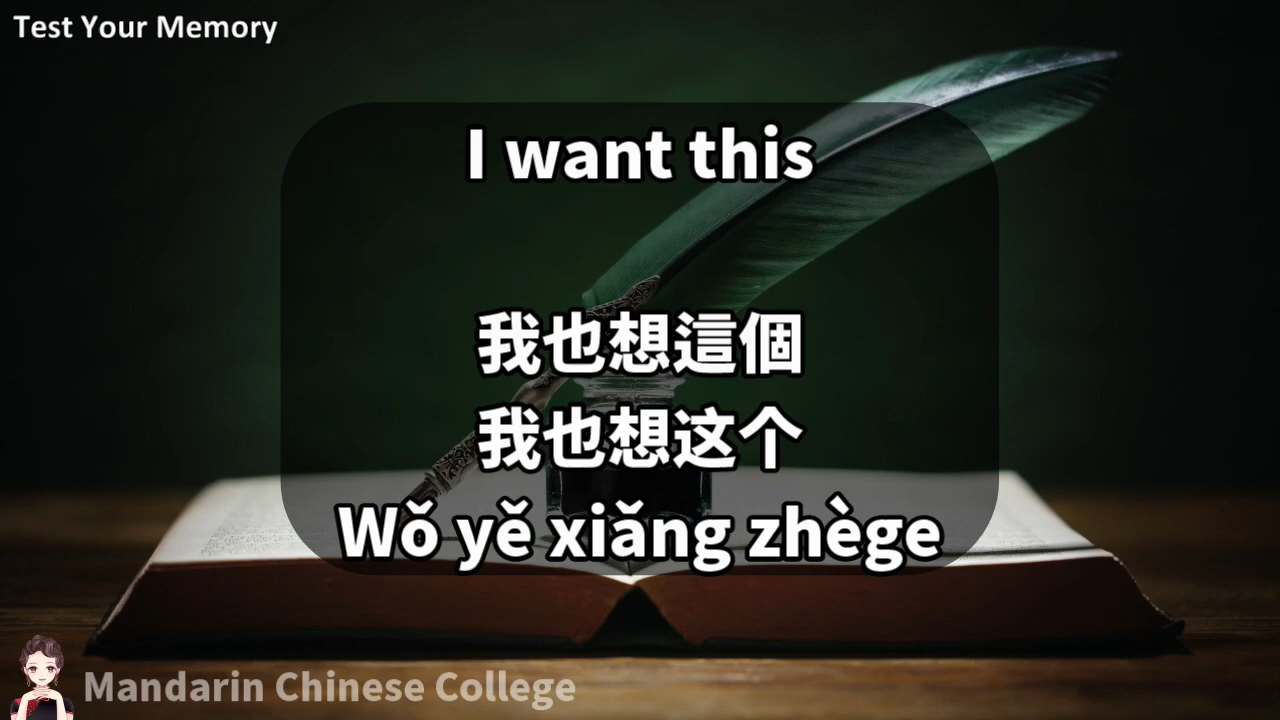 Test Your Memory
I want this
我也想這個
我也想这个
Wǒ yě xiǎng zhège
Mandarin Chinese College